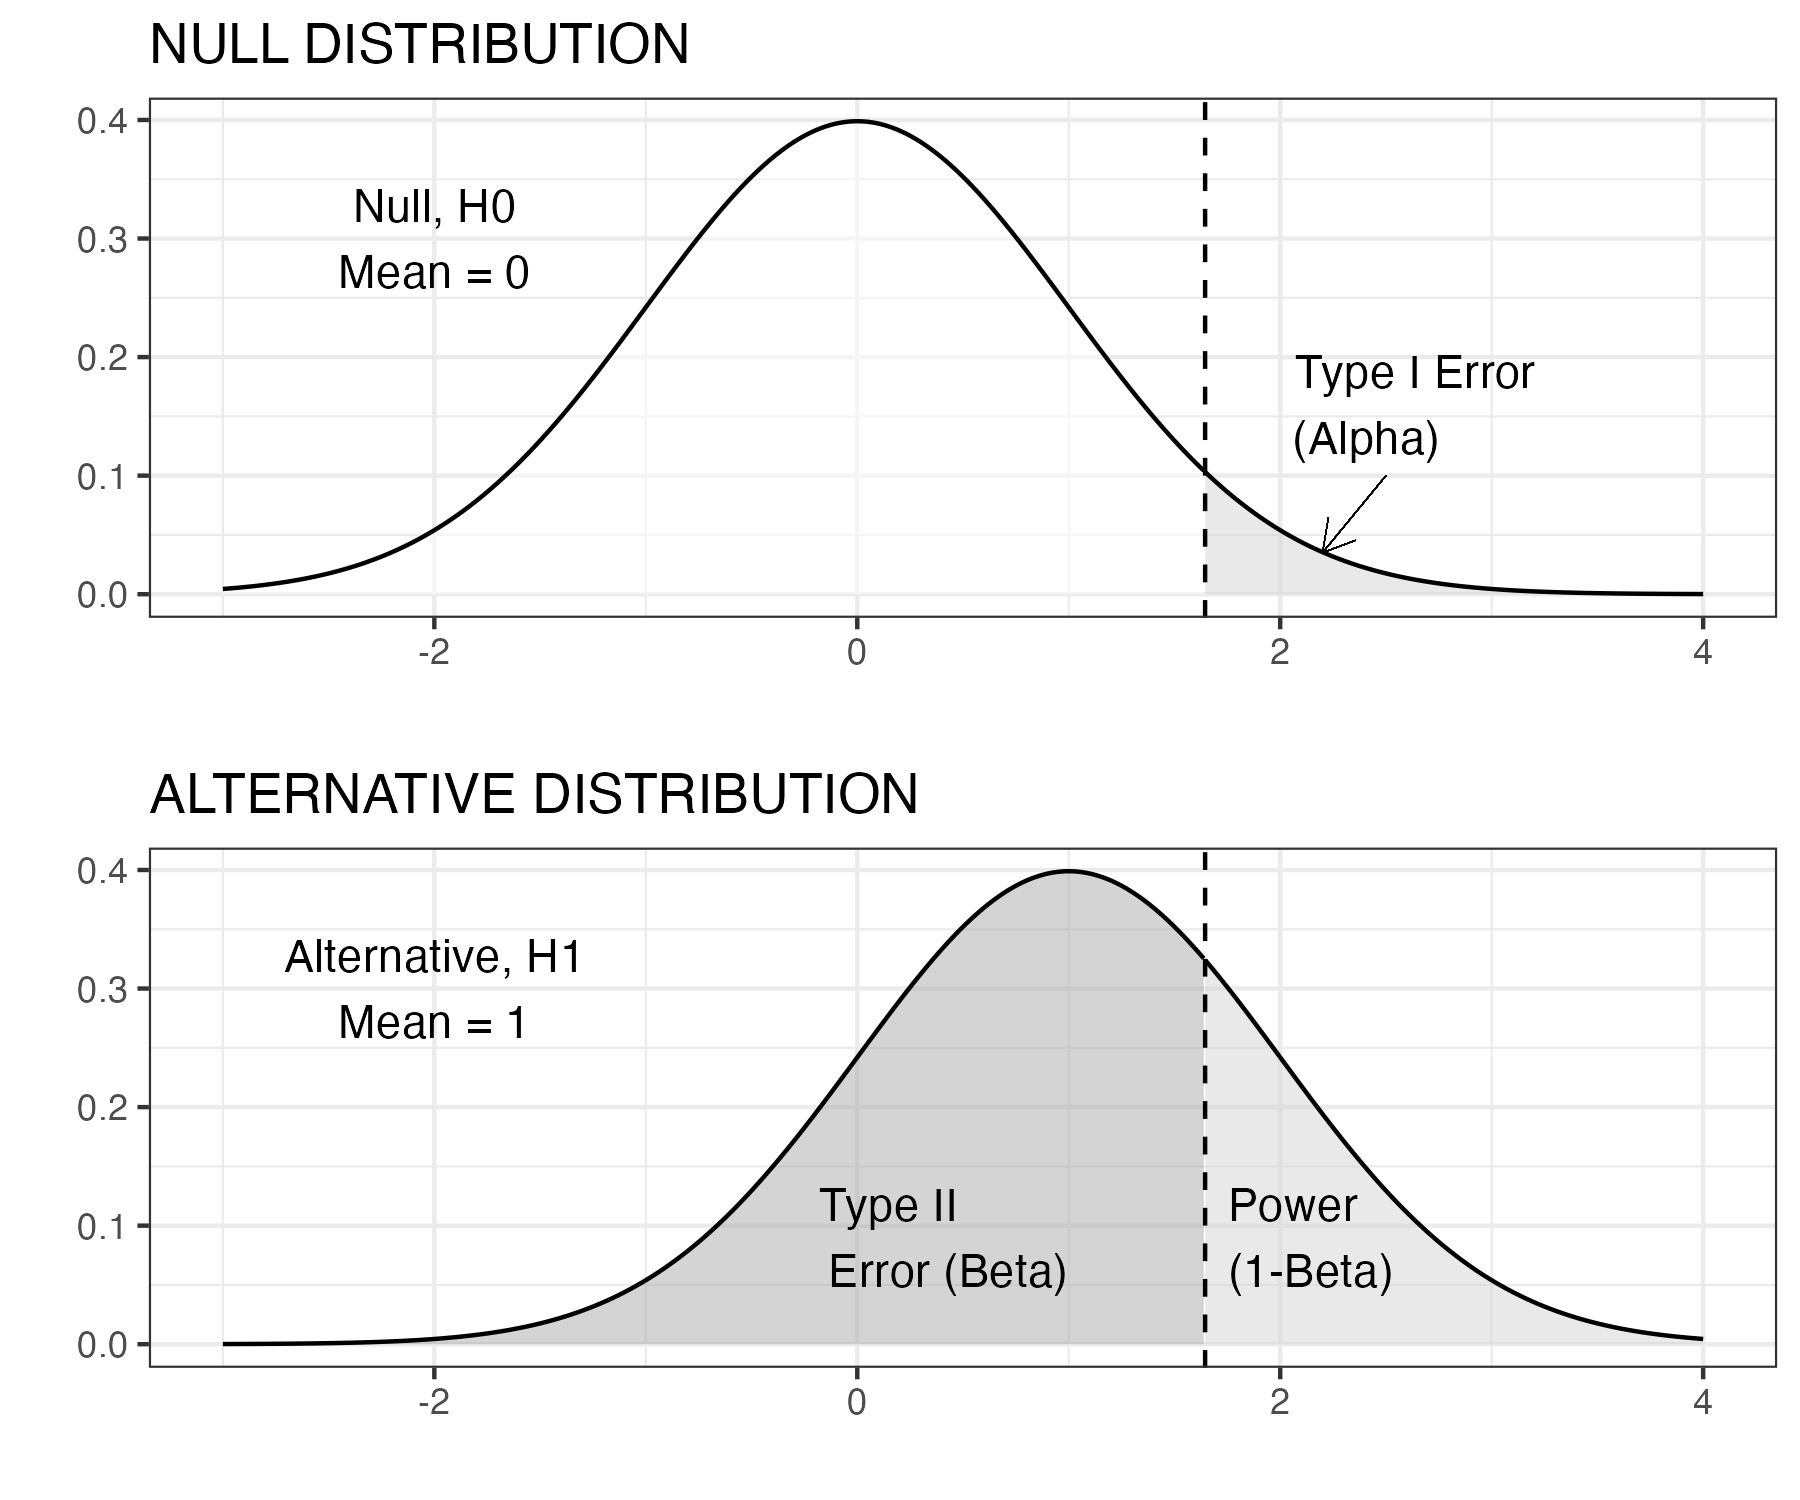 NULL DISTRIBUTION
0.4
Null, H0
0.3
Mean = 0
0.2
Type I Error
(Alpha)
0.1
0.0
-2
0
2
4
ALTERNATIVE DISTRIBUTION
0.4
Alternative, H1
0.3
Mean = 1
0.2
Type II
Power
0.1
Error (Beta)
(1-Beta)
0.0
-2
0
2
4